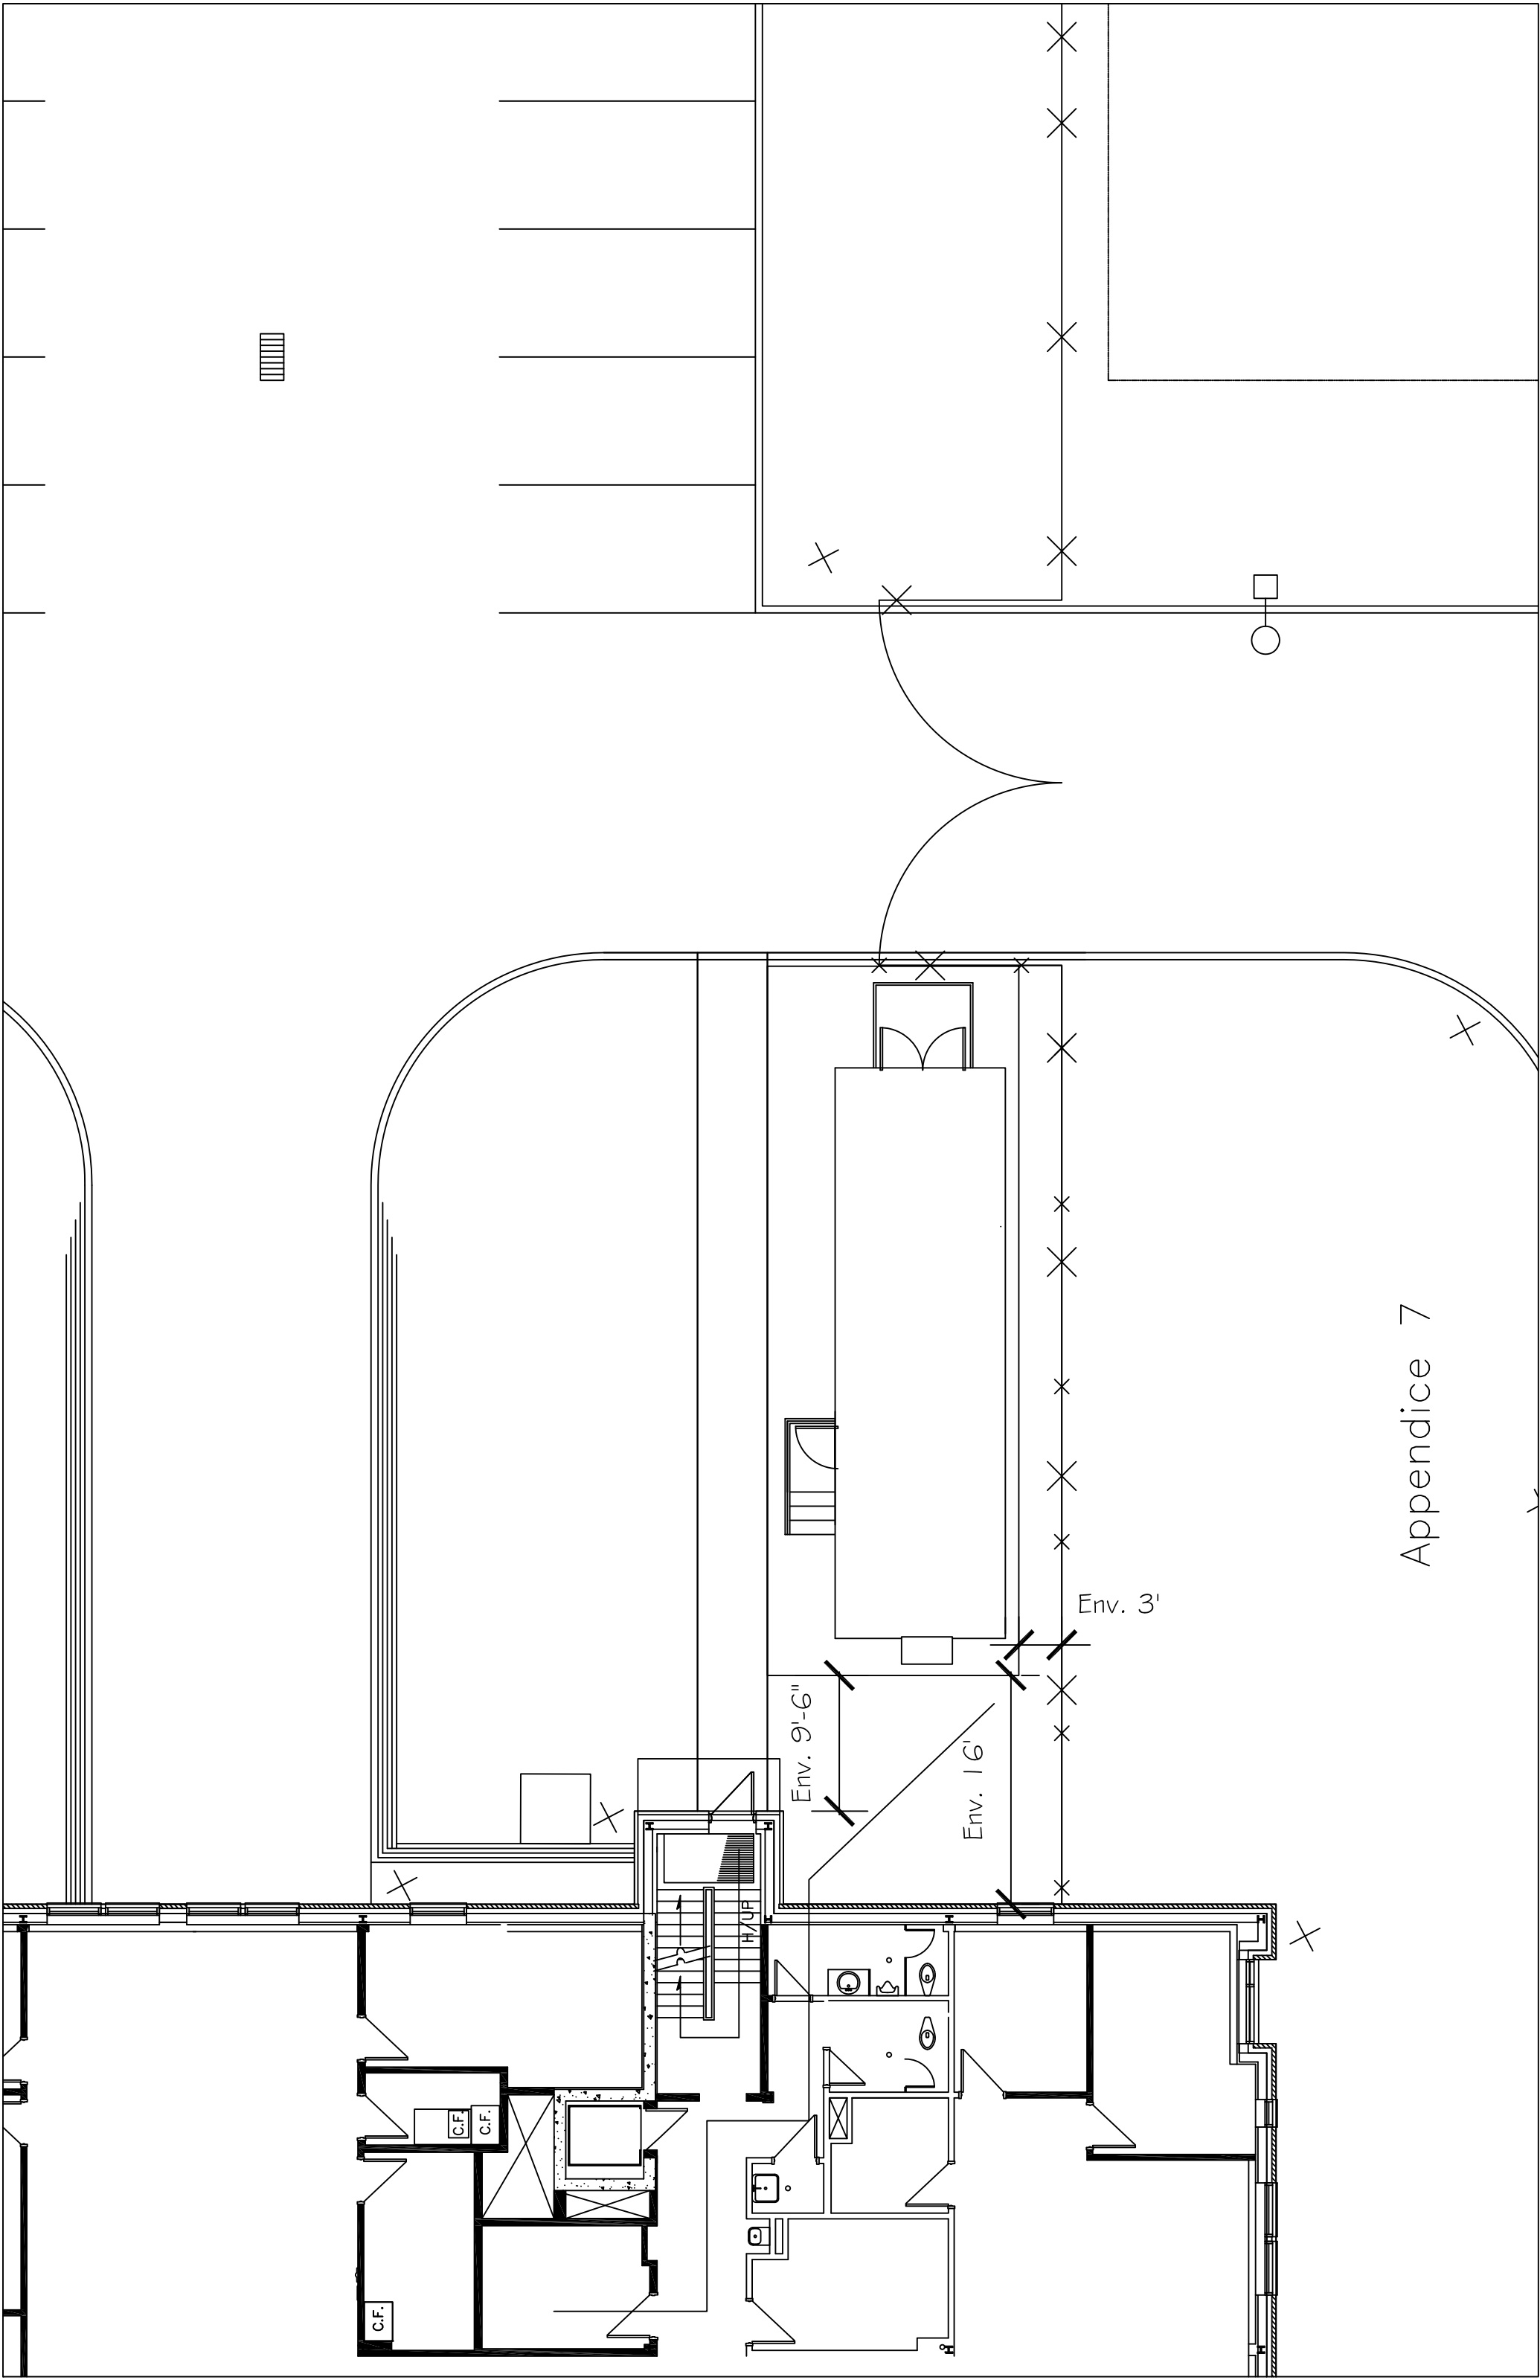 Appendice 7
Env. 3'
Env. 9'-6"
Env. 16'
H/UP
C.F.
C.F.
C.F.